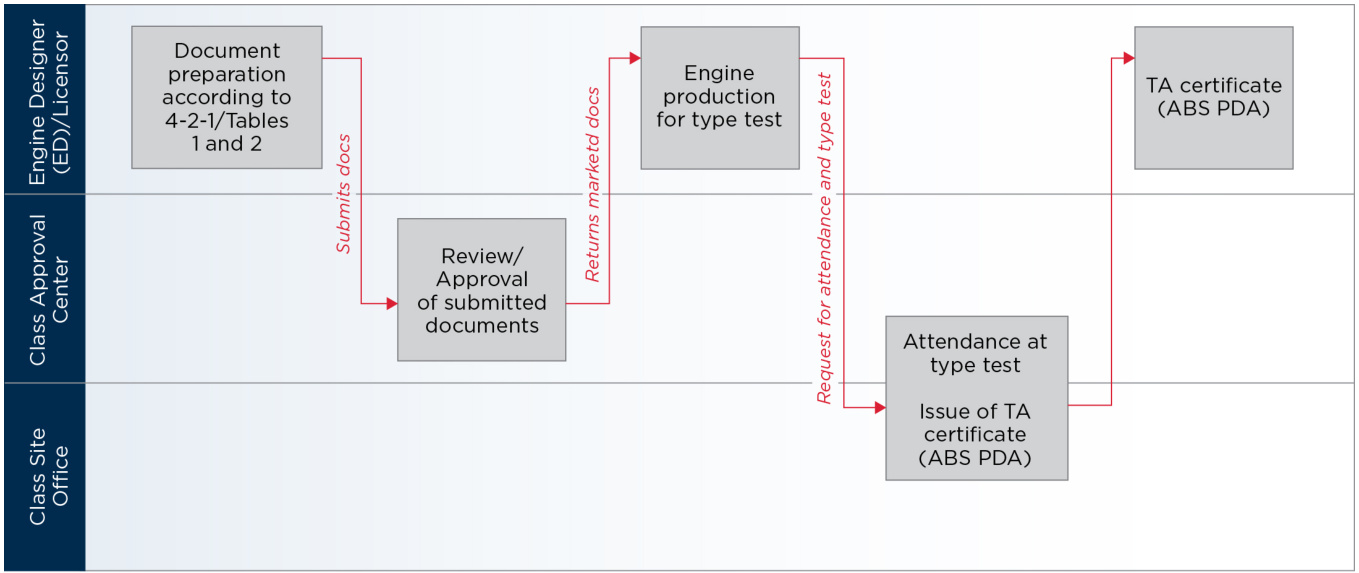 Engine Designer
(ED)/Licensor
Document
preparation
according to
4-2-1/Tables
1 and 2
Submits docs
Returns marketd docs
Engine
production
for type test
Request for attendance and type test
TA certificate
(ABS PDA)
Class Approval
Center
Review/
Approval
of submitted
documents
Attendance at
type test
Issue of TA
certificate
(ABS PDA)
Class Site
Office